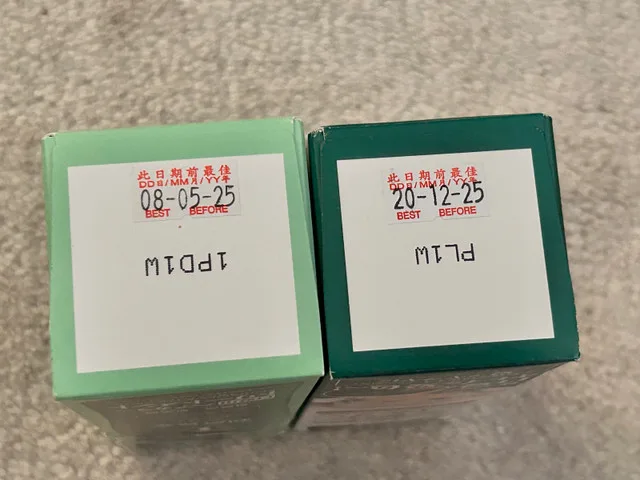 此日期前最佳
DD日/MM月/YY年
08-05-25
BEST BEFORE
1PD1W
此日期前最佳
DD日/MM月/YY年
20-12-25
BEST BEFORE
PL1W